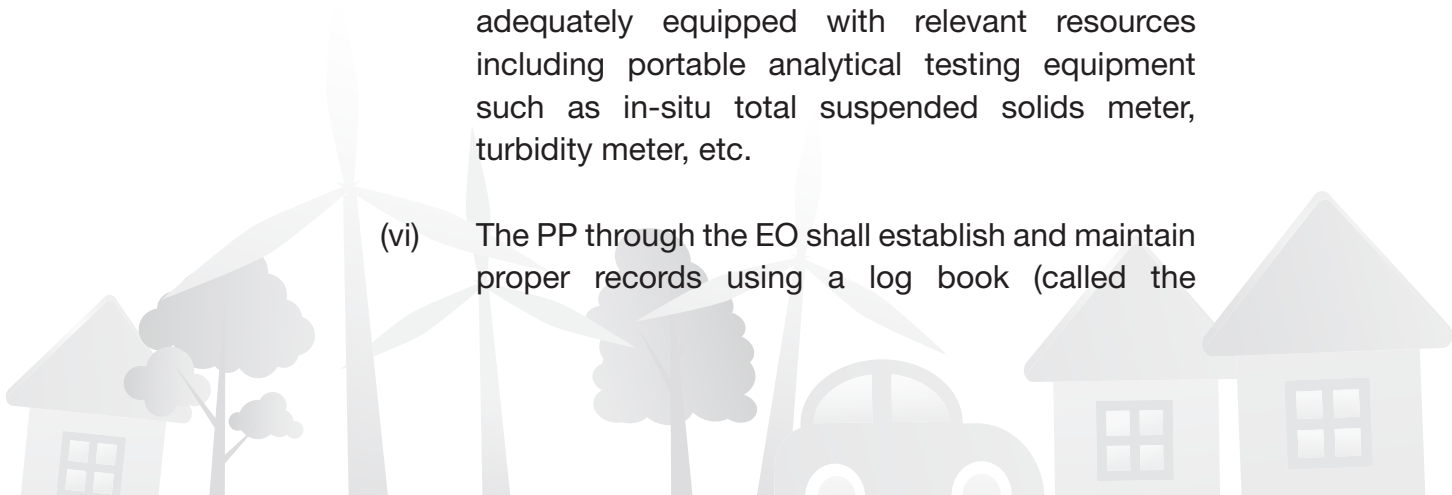 adequately equipped with relevant resources
including portable analytical testing equipment
such as in-situ total suspended solids meter,
turbidity meter, etc.
(vi) The PP through the EO shall establish and maintain
proper records using a log book (called the